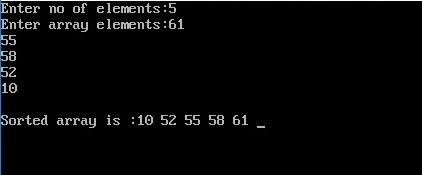 Enter no of elements:5
Enter array elements:61
55
58
52
10
Sorted array is :10 52 55 58 61 _